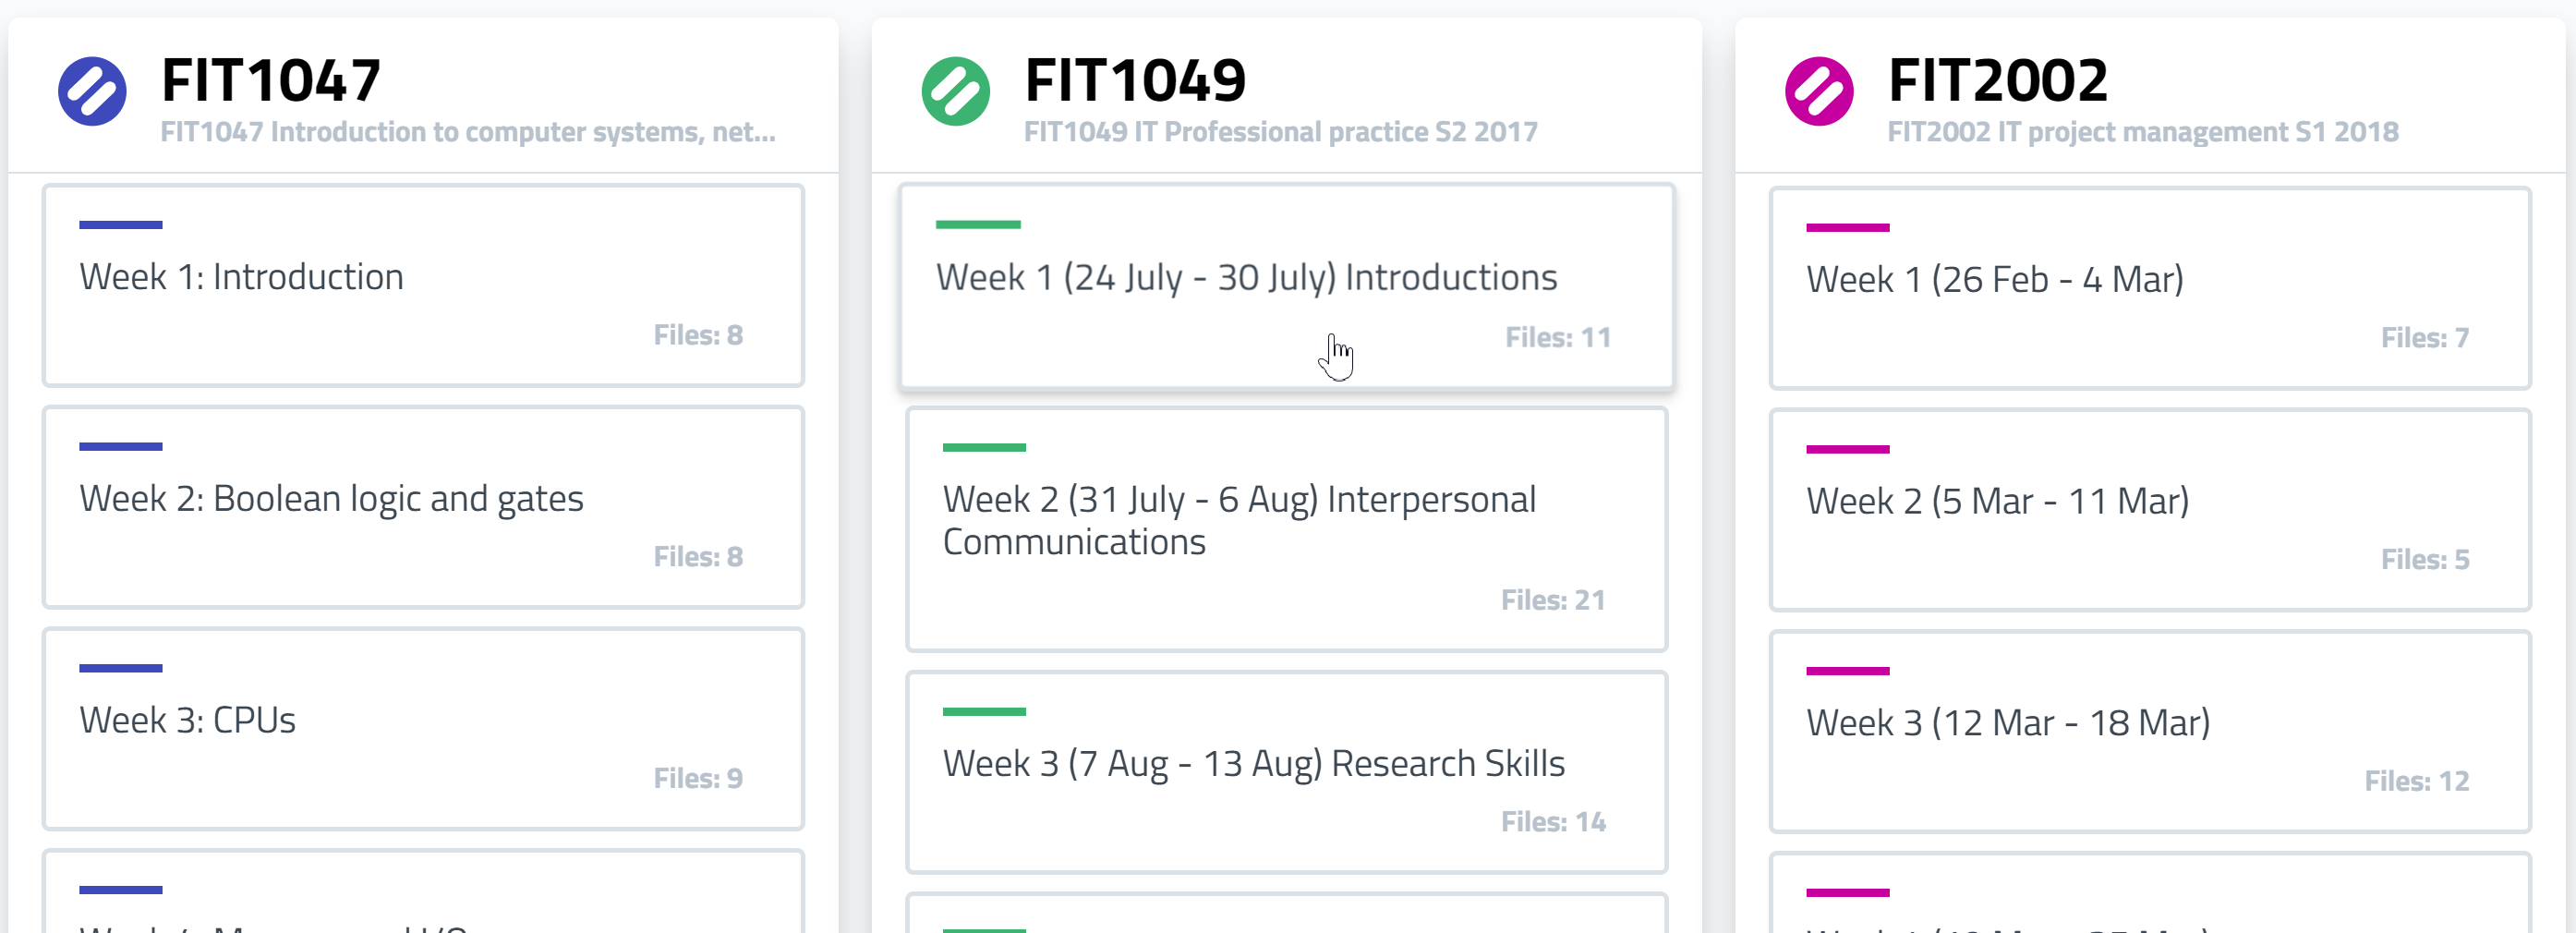 FIT1047
FIT1047 Introduction to computer systems, net...
Week 1: Introduction
Files: 8
Week 2: Boolean logic and gates
Files: 8
Week 3: CPUs
Files: 9
FIT1049
FIT1049 IT Professional practice S2 2017
Week 1 (24 July - 30 July) Introductions
Files: 11
Week 2 (31 July - 6 Aug) Interpersonal
Communications
Files: 21
Week 3 (7 Aug - 13 Aug) Research Skills
Files: 14
FIT2002
FIT2002 IT project management S1 2018
Week 1 (26 Feb - 4 Mar)
Files: 7
Week 2 (5 Mar - 11 Mar)
Files: 5
Week 3 (12 Mar - 18 Mar)
Files: 12